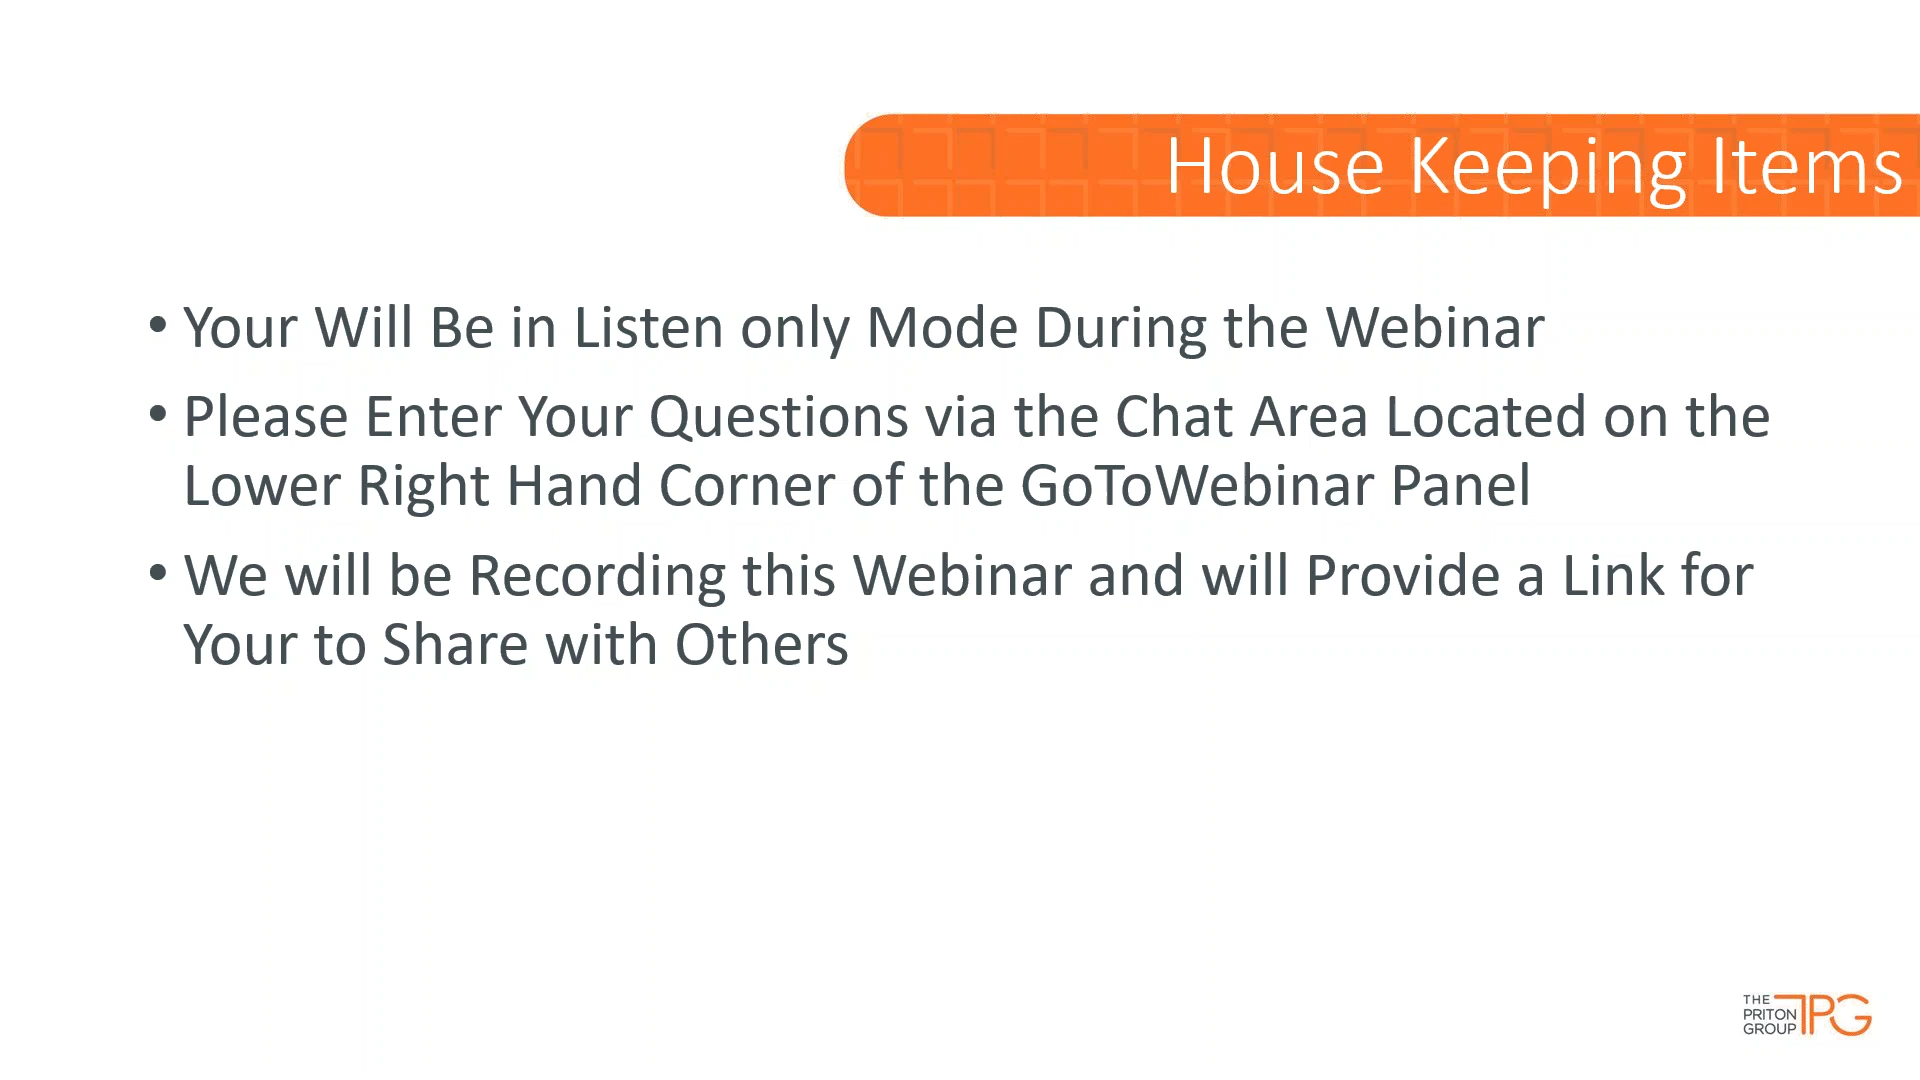 House Keeping Items
• Your Will Be in Listen only Mode During the Webinar
• Please Enter Your Questions via the Chat Area Located on the
Lower Right Hand Corner of the GoToWebinar Panel
• We will be Recording this Webinar and will Provide a Link for
Your to Share with Others
THE
PRITON
GROUP
TPG